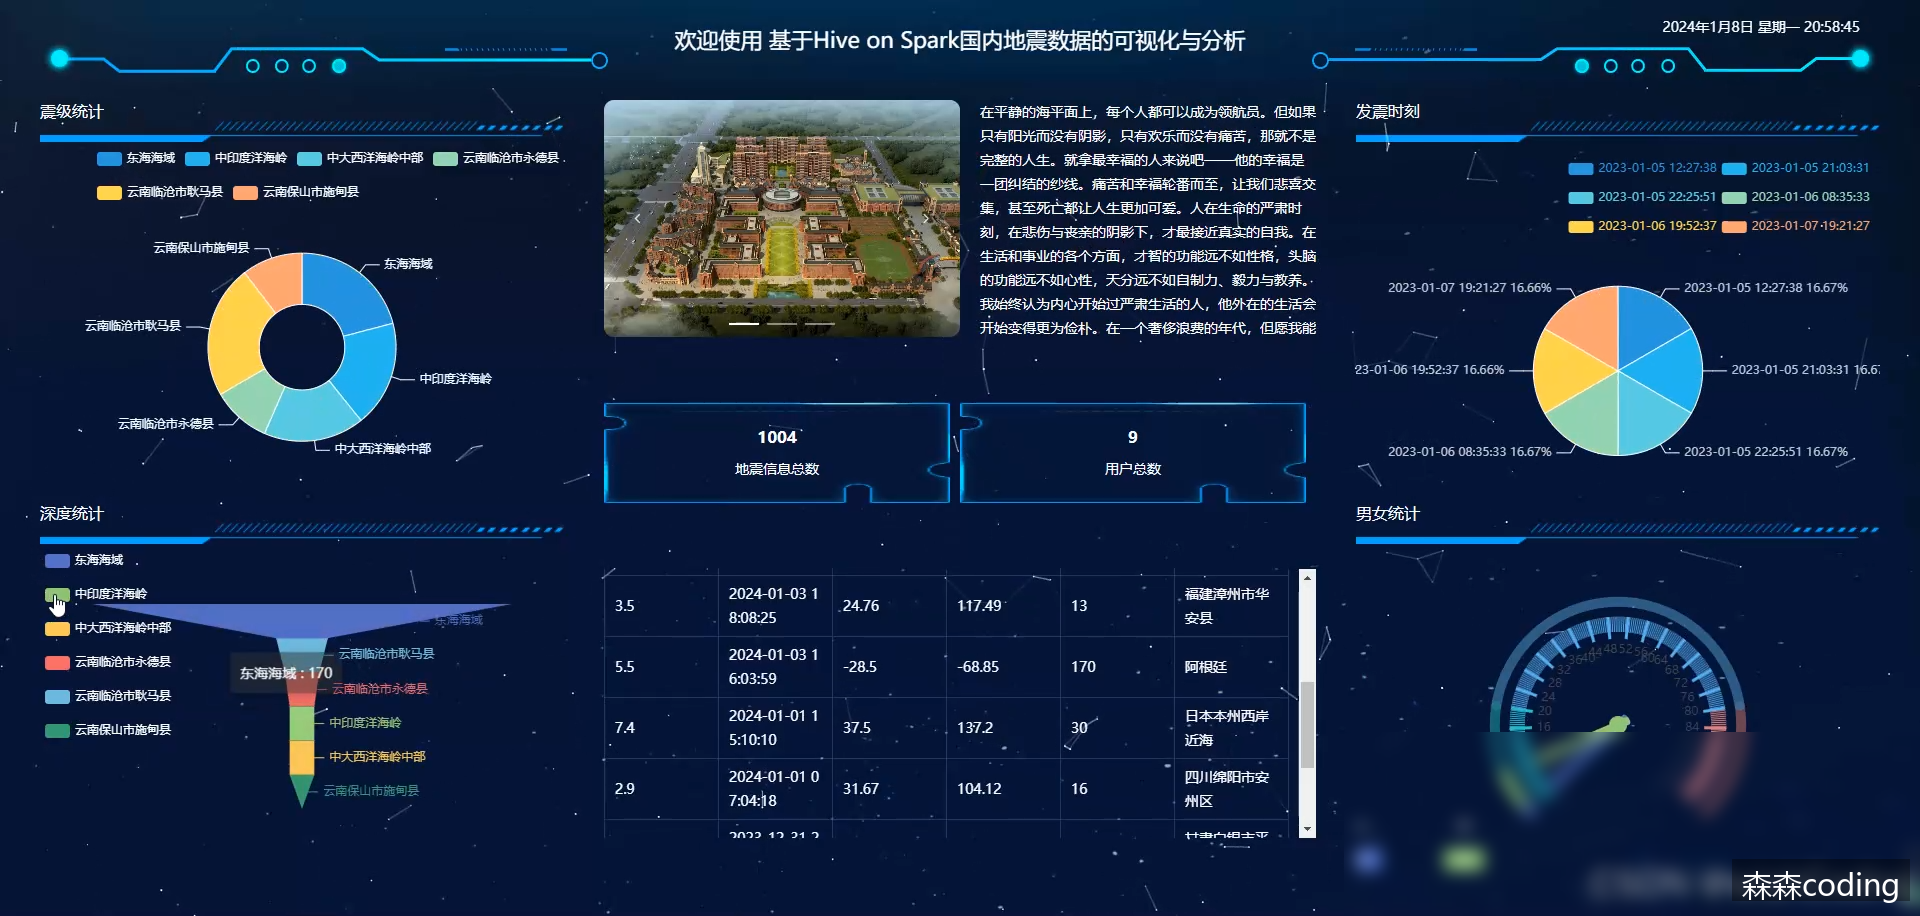 欢迎使用 基于Hive on Spark国内地震数据的可视化与分析
2024年1月8日 星期一 20:58:45
震级统计
东海海域 中印度洋海岭 中大西洋海岭中部 云南临沧市永德县
云南临沧市耿马县 云南保山市施甸县
云南保山市施甸县
东海海域
云南临沧市耿马县
中印度洋海岭
云南临沧市永德县
中大西洋海岭中部
深度统计
东海海域
中印度洋海岭
中大西洋海岭中部
云南临沧市永德县
云南临沧市耿马县
云南保山市施甸县
东海海域
云南临沧市耿马县
东海海域 : 170
云南临沧市永德县
中印度洋海岭
中大西洋海岭中部
云南保山市施甸县
在平静的海平面上，每个人都可以成为领航员。但如果
只有阳光而没有阴影，只有欢乐而没有痛苦，那就不是
完整的人生。就拿最幸福的人来说吧——他的幸福是
一团纠结的纱线。痛苦和幸福轮番而至，让我们悲喜交
集，甚至死亡都让人生更加可爱。人在生命的严肃时
刻，在悲伤与丧亲的阴影下，才最接近真实的自我。在
生活和事业的各个方面，才智的功能远不如性格，头脑
的功能远不如心性，天分远不如自制力、毅力与教养。
我始终认为内心开始过严肃生活的人，他外在的生活会
开始变得更为俭朴。在一个奢侈浪费的年代，但愿我能
1004
地震信息总数
9
用户总数
3.5 2024-01-03 1 24.76 117.49 13 福建漳州市华
8:08:25 安县
5.5 2024-01-03 1 -28.5 -68.85 170 阿根廷
6:03:59
7.4 2024-01-01 1 37.5 137.2 30 日本本州西岸
5:10:10 近海
2.9 2024-01-01 0 31.67 104.12 16 四川绵阳市安
7:04:18 州区
2023-12-31 2 甘肃白银市平
发震时刻
2023-01-05 12:27:38 2023-01-05 21:03:31
2023-01-05 22:25:51 2023-01-06 08:35:33
2023-01-06 19:52:37 2023-01-07 19:21:27
2023-01-07 19:21:27 16.66% 2023-01-05 12:27:38 16.67%
23-01-06 19:52:37 16.66% 2023-01-05 21:03:31 16.67
2023-01-06 08:35:33 16.67% 2023-01-05 22:25:51 16.67%
男女统计
16 20 24 28 32 36 40 44 48 52 56 60 64 68 72 76 80 84
森森coding